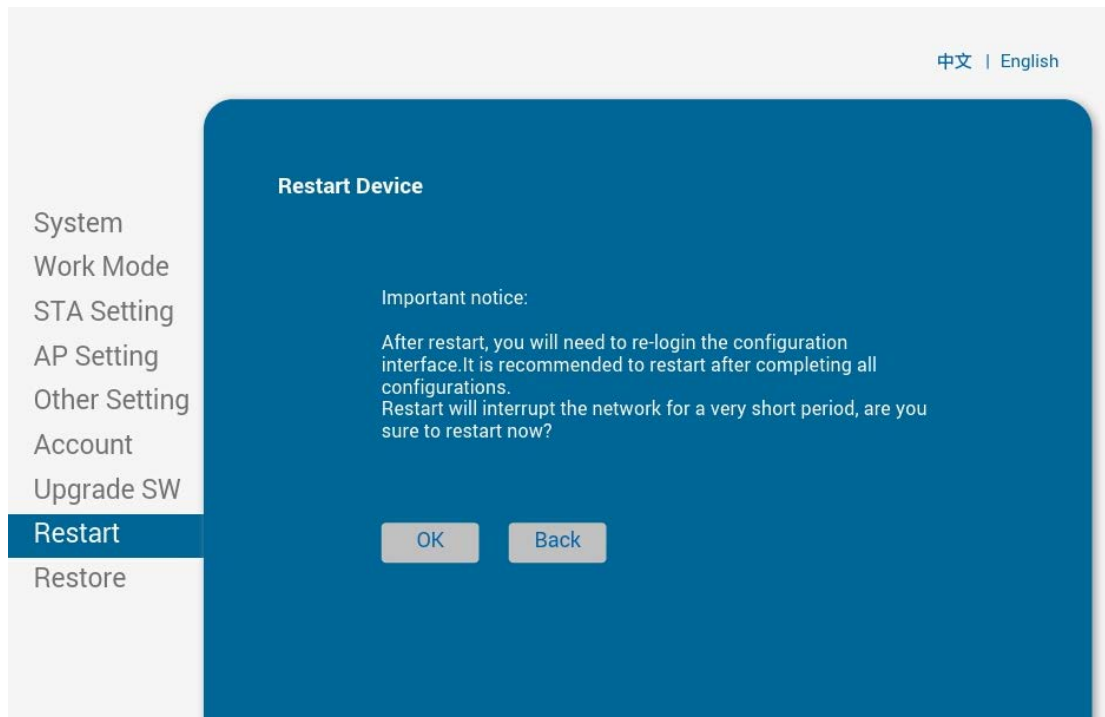 中文 | English
Restart Device
System
Work Mode
STA Setting
AP Setting
Other Setting
Account
Upgrade SW
Restart
Restore
Important notice:
After restart, you will need to re-login the configuration
interface.It is recommended to restart after completing all
configurations.
Restart will interrupt the network for a very short period, are you
sure to restart now?
OK Back